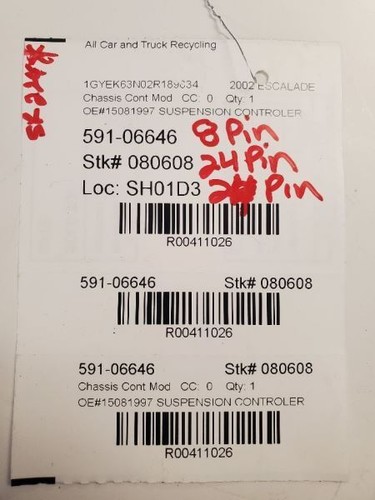 All Car and Truck Recycling
1GYEK63N02R189034 2002 ESCALADE
Chassis Cont Mod CC: 0 Qty: 1
OE#15081997 SUSPENSION CONTROLER
591-06646 8 Pin
Stk# 080608 24 Pin
Loc: SH01D3 Pin
R00411026
591-06646 Stk# 080608
R00411026
591-06646 Stk# 080608
Chassis Cont Mod CC: 0 Qty: 1
OE#15081997 SUSPENSION CONTROLER
R00411026